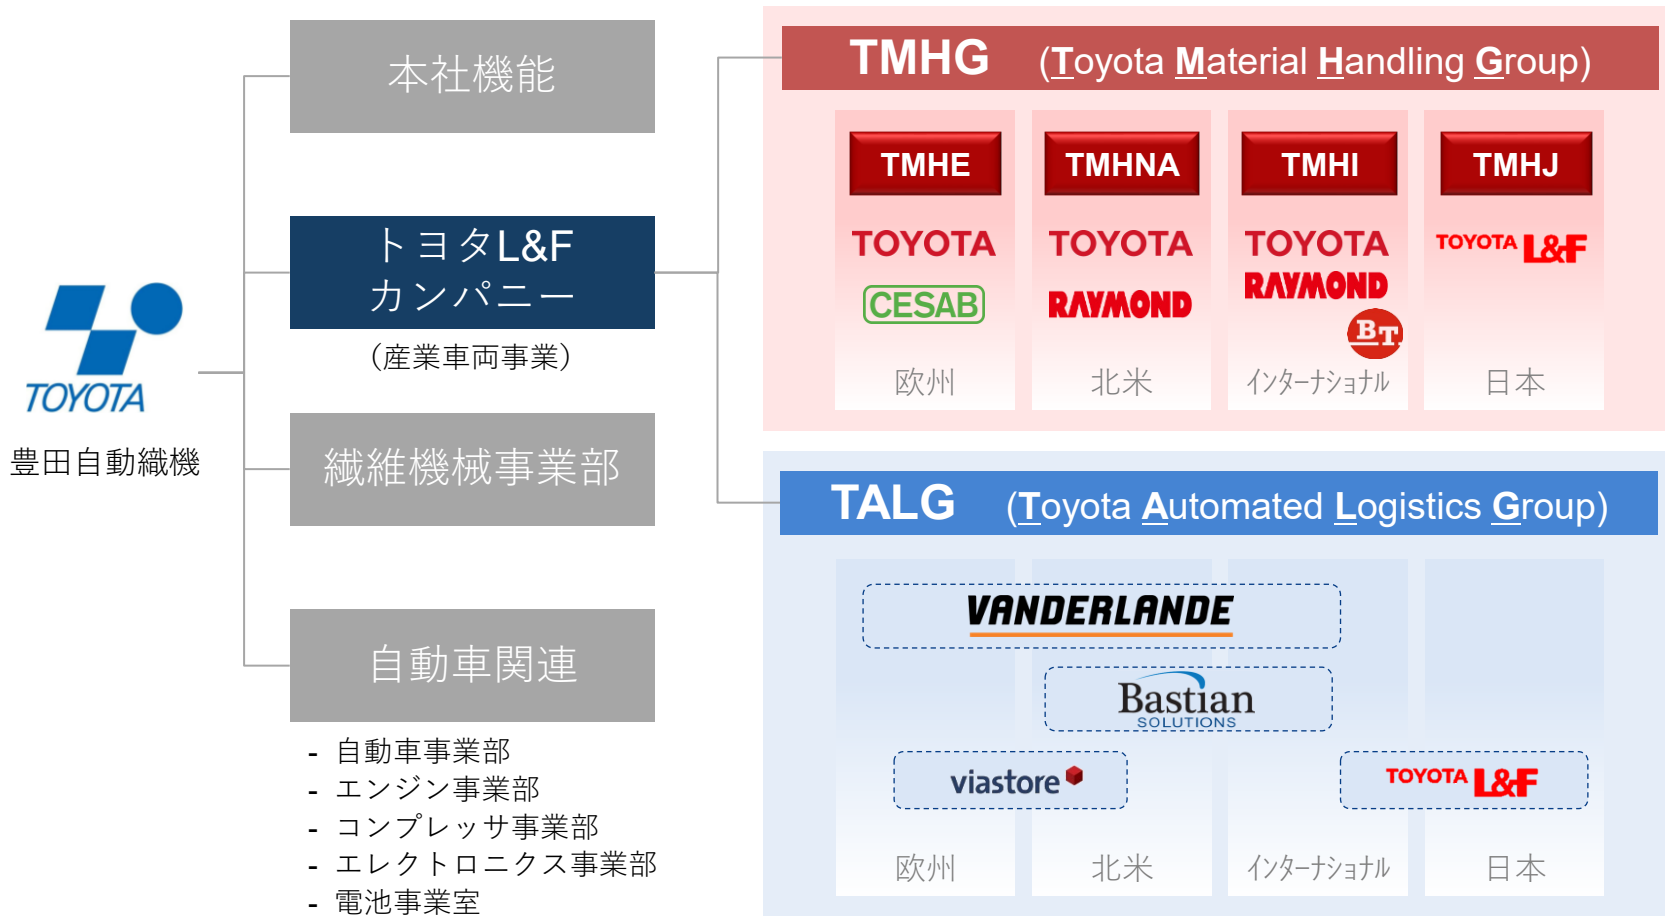 TOYOTA
豊田自動織機
本社機能
トヨタL&F
カンパニー
（産業車両事業）
繊維機械事業部
自動車関連
- 自動車事業部
- エンジン事業部
- コンプレッサ事業部
- エレクトロニクス事業部
- 電池事業室
TMHG (Toyota Material Handling Group)
TMHE
TOYOTA
CESAB
欧州
TMHNA
TOYOTA
RAYMOND
北米
TMHI
TOYOTA
RAYMOND
BT
ｲﾝﾀｰﾅｼｮﾅﾙ
TMHJ
TOYOTA L&F
日本
TALG (Toyota Automated Logistics Group)
VANDERLANDE
Bastian
SOLUTIONS
viastore
TOYOTA L&F
欧州
北米
ｲﾝﾀｰﾅｼｮﾅﾙ
日本